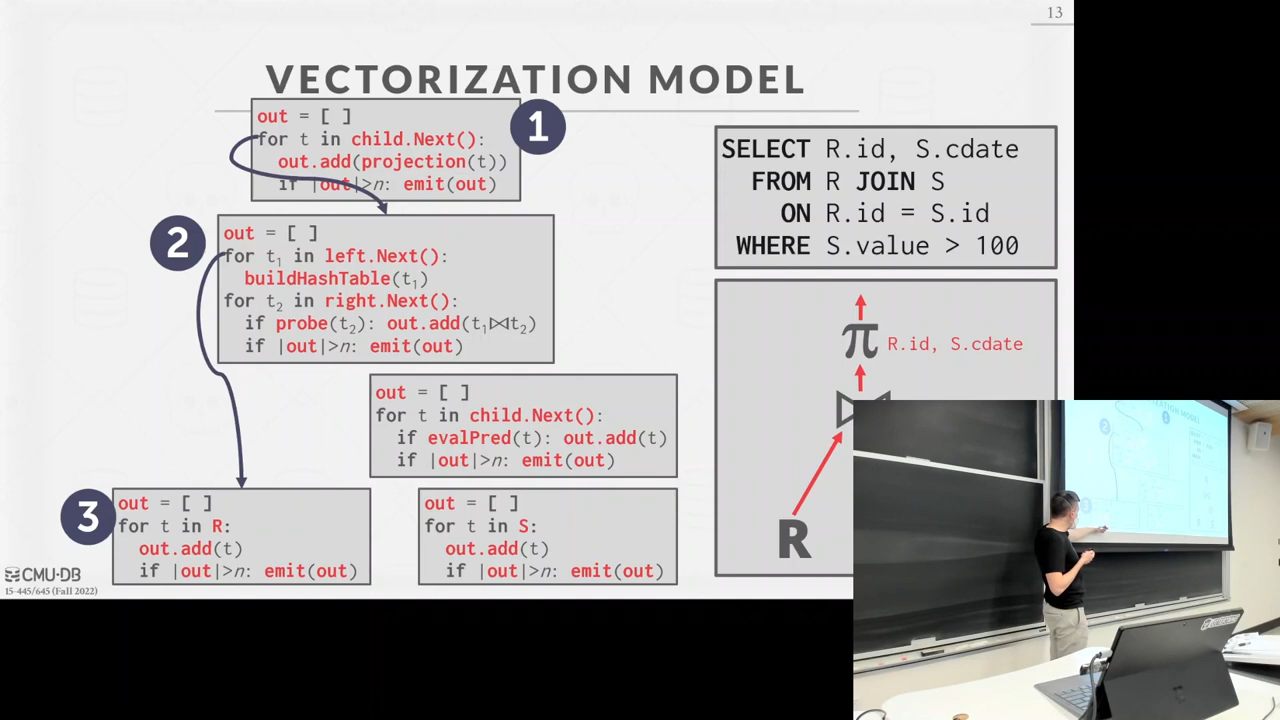 13
VECTORIZATION MODEL
out = [ ]
for t in child.Next():
out.add(projection(t))
if |out|>n: emit(out)
1
2
out = [ ]
for t₁ in left.Next():
buildHashTable(t₁)
for t₂ in right.Next():
if probe(t₂): out.add(t₁⋈t₂)
if |out|>n: emit(out)
out = [ ]
for t in child.Next():
if evalPred(t): out.add(t)
if |out|>n: emit(out)
3
out = [ ]
for t in R:
out.add(t)
if |out|>n: emit(out)
out = [ ]
for t in S:
out.add(t)
if |out|>n: emit(out)
SELECT R.id, S.cdate
FROM R JOIN S
ON R.id = S.id
WHERE S.value > 100
π R.id, S.cdate
⋈
R
CMU·DB
15-445/645 (Fall 2022)